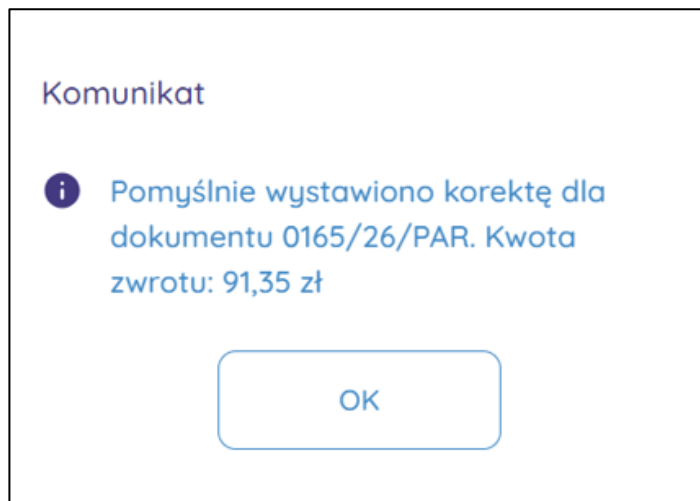 Komunikat
Pomyślnie wystawiono korektę dla
dokumentu 0165/26/PAR. Kwota
zwrotu: 91,35 zł
OK